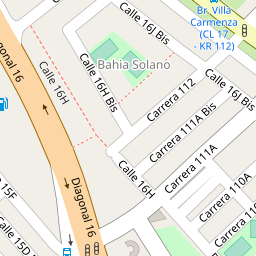 Diagonal 16
Calle 16J Bis
Br. Villa
Carmenza
(CL 17 -
KR 112)
Bahia Solano
Calle 16H
Calle 16H Bis
Carrera 112
Calle 16J Bis
Carrera 111A Bis
Carrera 111A
Diagonal 16
Calle 16H
Carrera 110A
Carrera 110
15F
Calle 15D